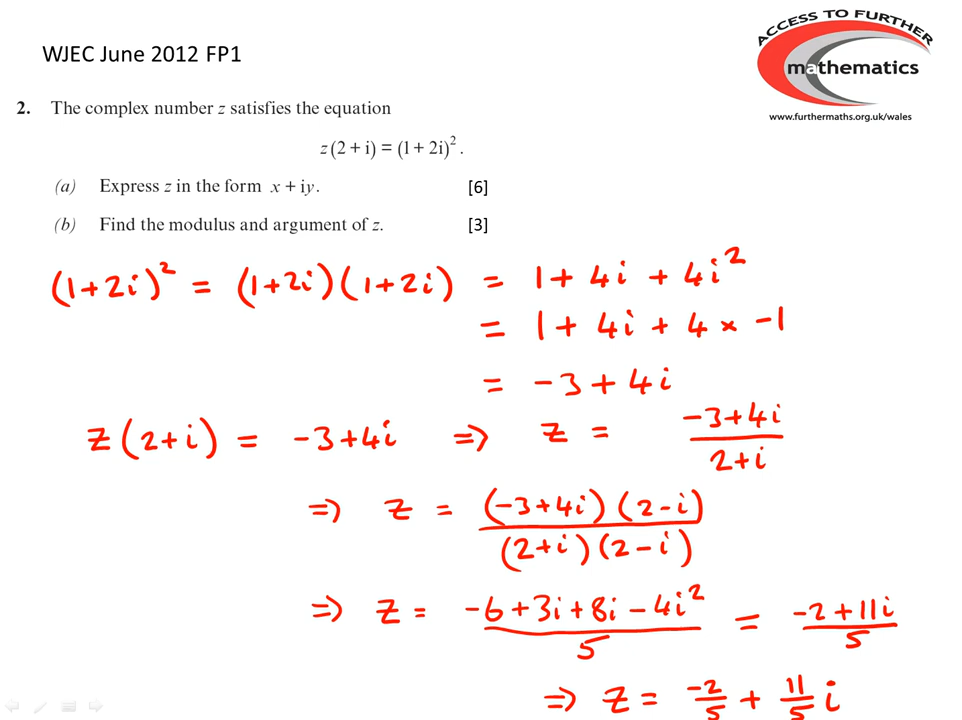 WJEC June 2012 FP1
ACCESS TO FURTHER
mathematics
www.furthermaths.org.uk/wales
2. The complex number z satisfies the equation
z(2 + i) = (1 + 2i)².
(a) Express z in the form x + iy. [6]
(b) Find the modulus and argument of z. [3]
(1+2i)² = (1+2i)(1+2i) = 1 + 4i + 4i²
= 1 + 4i + 4 × -1
= -3 + 4i
z(2+i) = -3+4i ⇒ z = (-3+4i)/(2+i)
⇒ z = (-3+4i)(2-i)/(2+i)(2-i)
⇒ z = (-6+3i+8i-4i²)/5 = (-2+11i)/5
⇒ z = -2/5 + 11/5 i